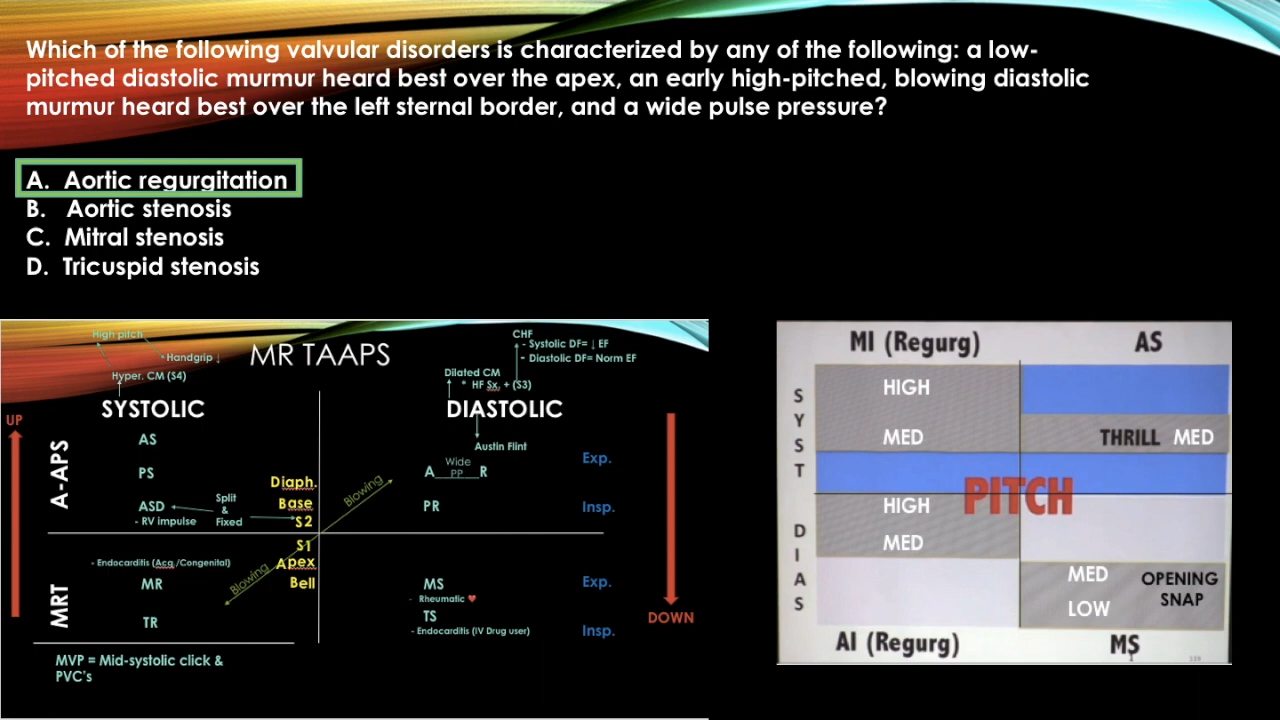 Which of the following valvular disorders is characterized by any of the following: a low-
pitched diastolic murmur heard best over the apex, an early high-pitched, blowing diastolic
murmur heard best over the left sternal border, and a wide pulse pressure?
A. Aortic regurgitation
B. Aortic stenosis
C. Mitral stenosis
D. Tricuspid stenosis
High pitch
Handgrip ↓
Hyper. CM (S4)
MR TAAPS
CHF
- Systolic DF= ↓ EF
- Diastolic DF= Norm EF
Dilated CM
* HF Sx. + (S3)
SYSTOLIC
DIASTOLIC
UP
A-APS
AS
PS
ASD
- RV impulse
Split
&
Fixed
Diaph.
Base
S2
Blowing
Austin Flint
Wide
PP
A____R
PR
Exp.
Insp.
MRT
- Endocarditis (Acq./Congenital)
MR
TR
S1
Apex
Bell
Blowing
MS
- Rheumatic ♥
TS
- Endocarditis (IV Drug user)
Exp.
Insp.
DOWN
MVP = Mid-systolic click &
PVC's
MI (Regurg)
AS
SYST
DIAS
HIGH
MED
THRILL MED
PITCH
HIGH
MED
MED
LOW
OPENING
SNAP
AI (Regurg)
MS